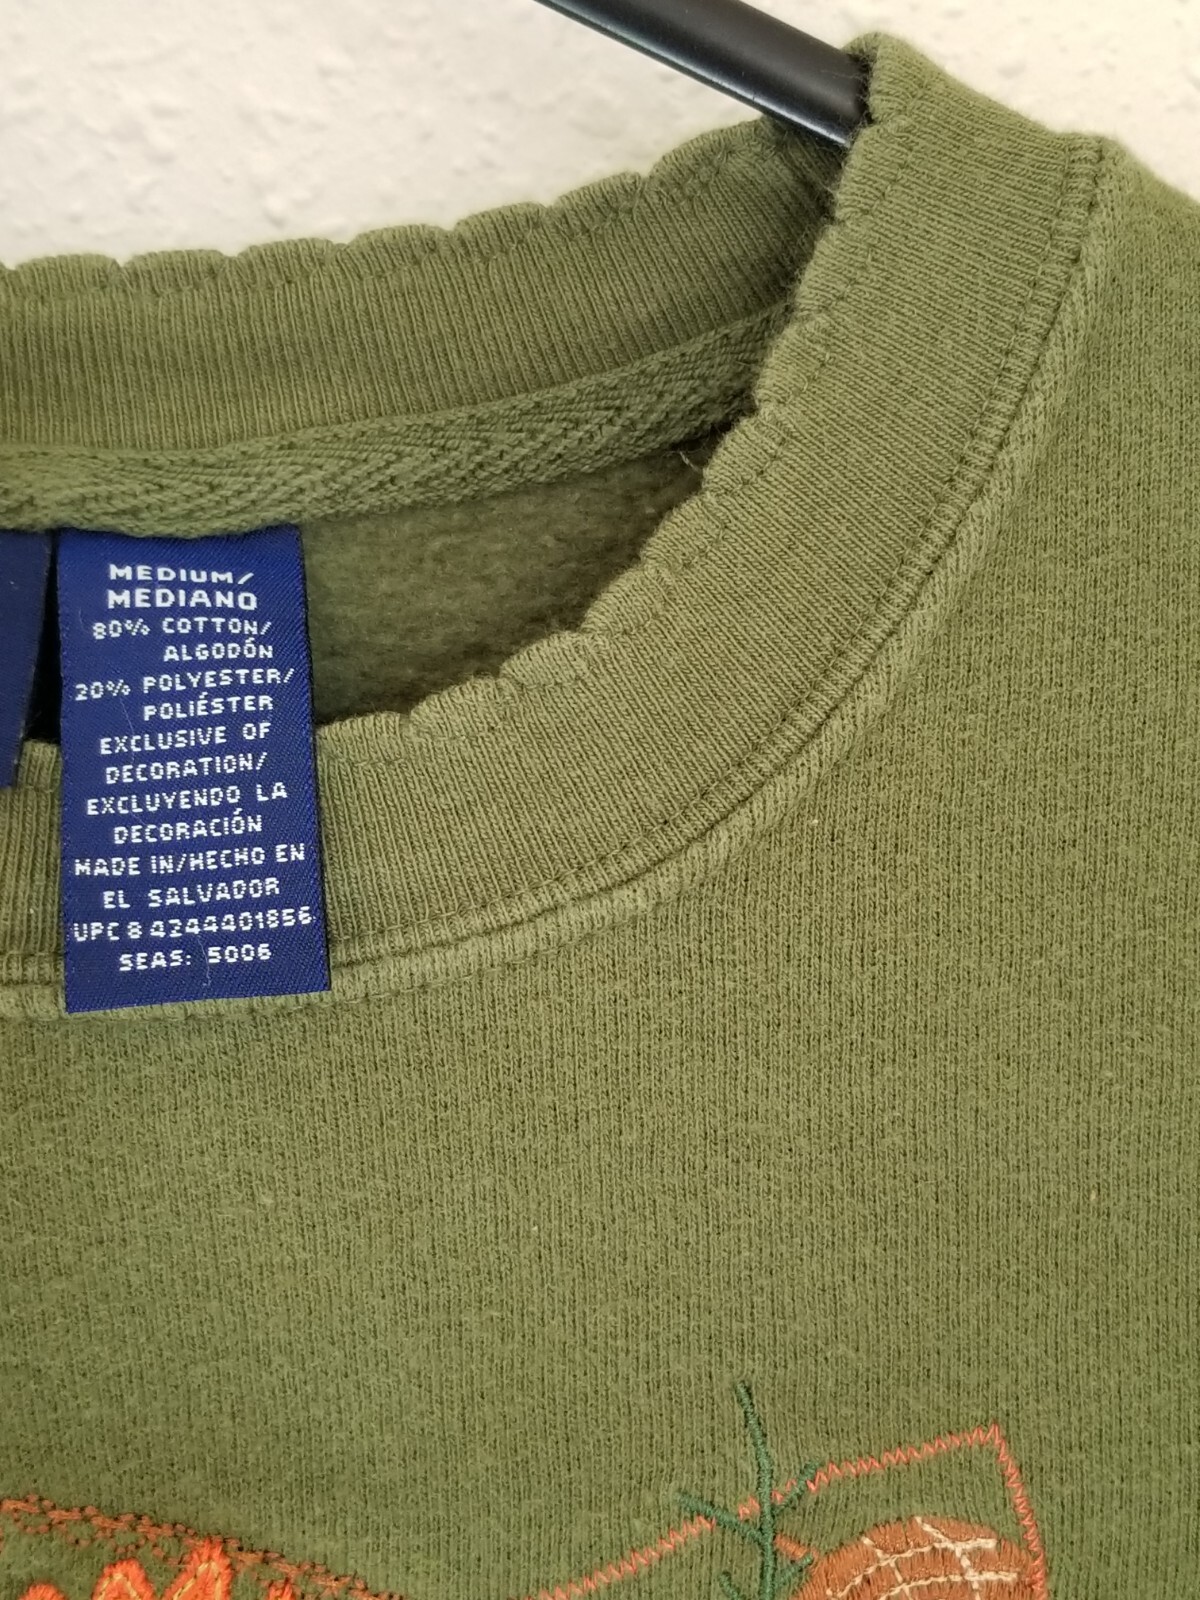 MEDIUM/
MEDIANO
80% COTTON/
ALGODÓN
20% POLYESTER/
POLIÉSTER
EXCLUSIVE OF
DECORATION/
EXCLUYENDO LA
DECORACIÓN
MADE IN/HECHO EN
EL SALVADOR
UPC 8 4244401856
SEAS: 5006